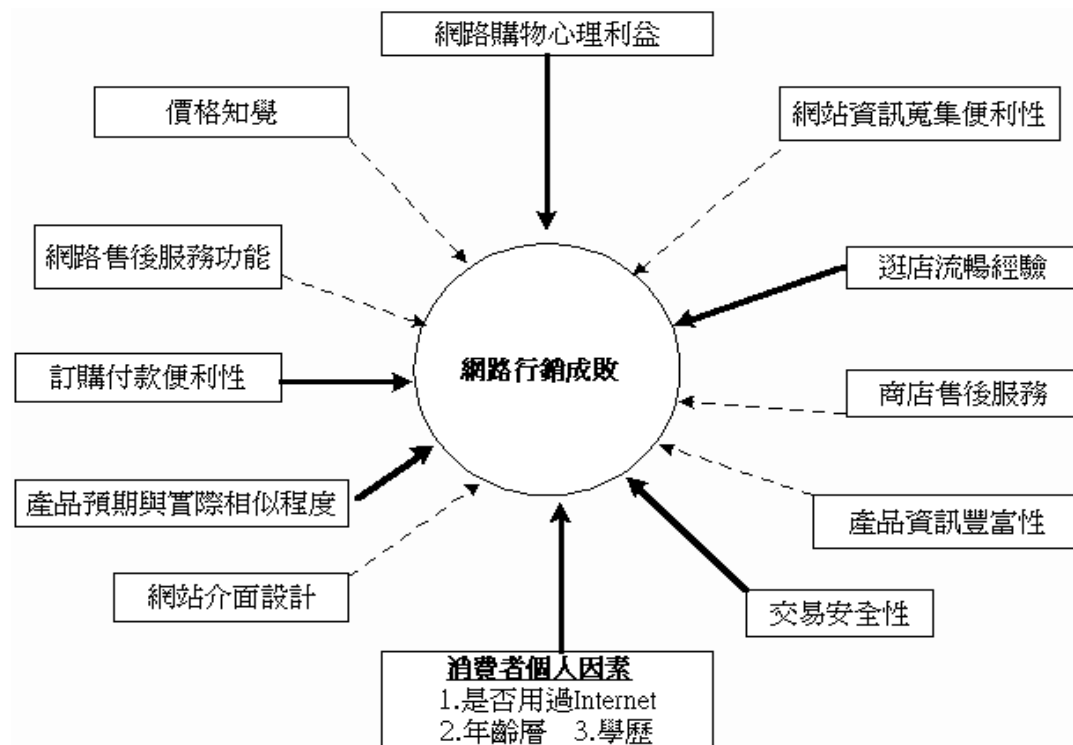 網路購物心理利益
價格知覺
網站資訊蒐集便利性
網路售後服務功能
逛店流暢經驗
網路行銷成敗
訂購付款便利性
商店售後服務
產品預期與實際相似程度
產品資訊豐富性
網站介面設計
交易安全性
消費者個人因素
1.是否用過Internet
2.年齡層 3.學歷